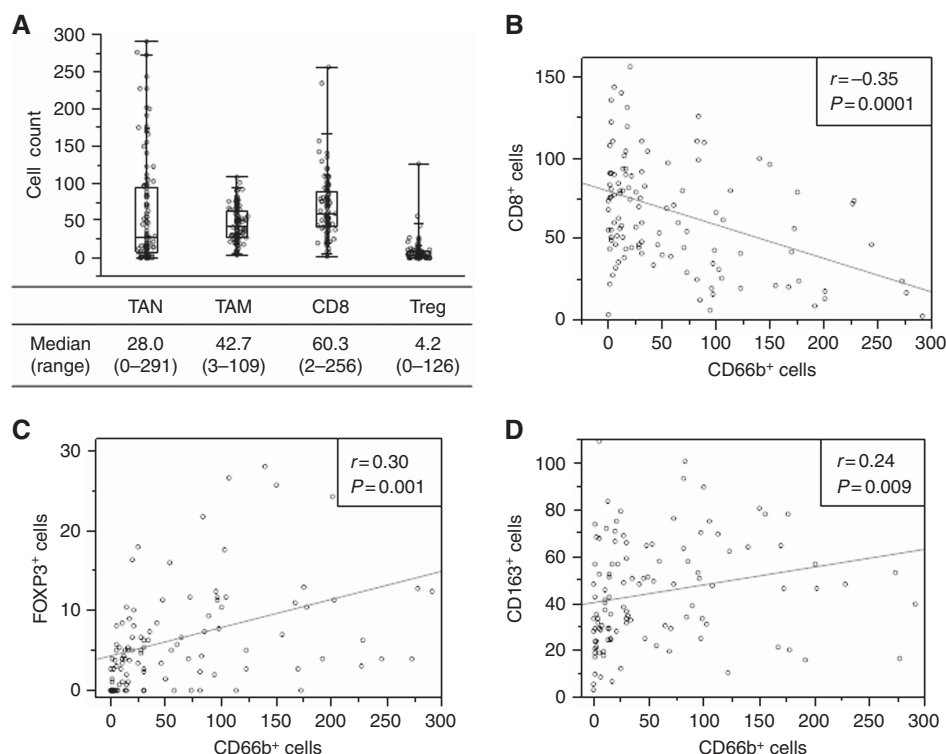 A
300
250
200
150
100
50
0
Cell count
TAN TAM CD8 Treg
Median 28.0 42.7 60.3 4.2
(range) (0–291) (3–109) (2–256) (0–126)
B
150
100
50
0
CD8+ cells
r=–0.35
P=0.0001
0 50 100 150 200 250 300
CD66b+ cells
C
30
20
10
0
FOXP3+ cells
r=0.30
P=0.001
0 50 100 150 200 250 300
CD66b+ cells
D
100
80
60
40
20
0
CD163+ cells
r=0.24
P=0.009
0 50 100 150 200 250 300
CD66b+ cells